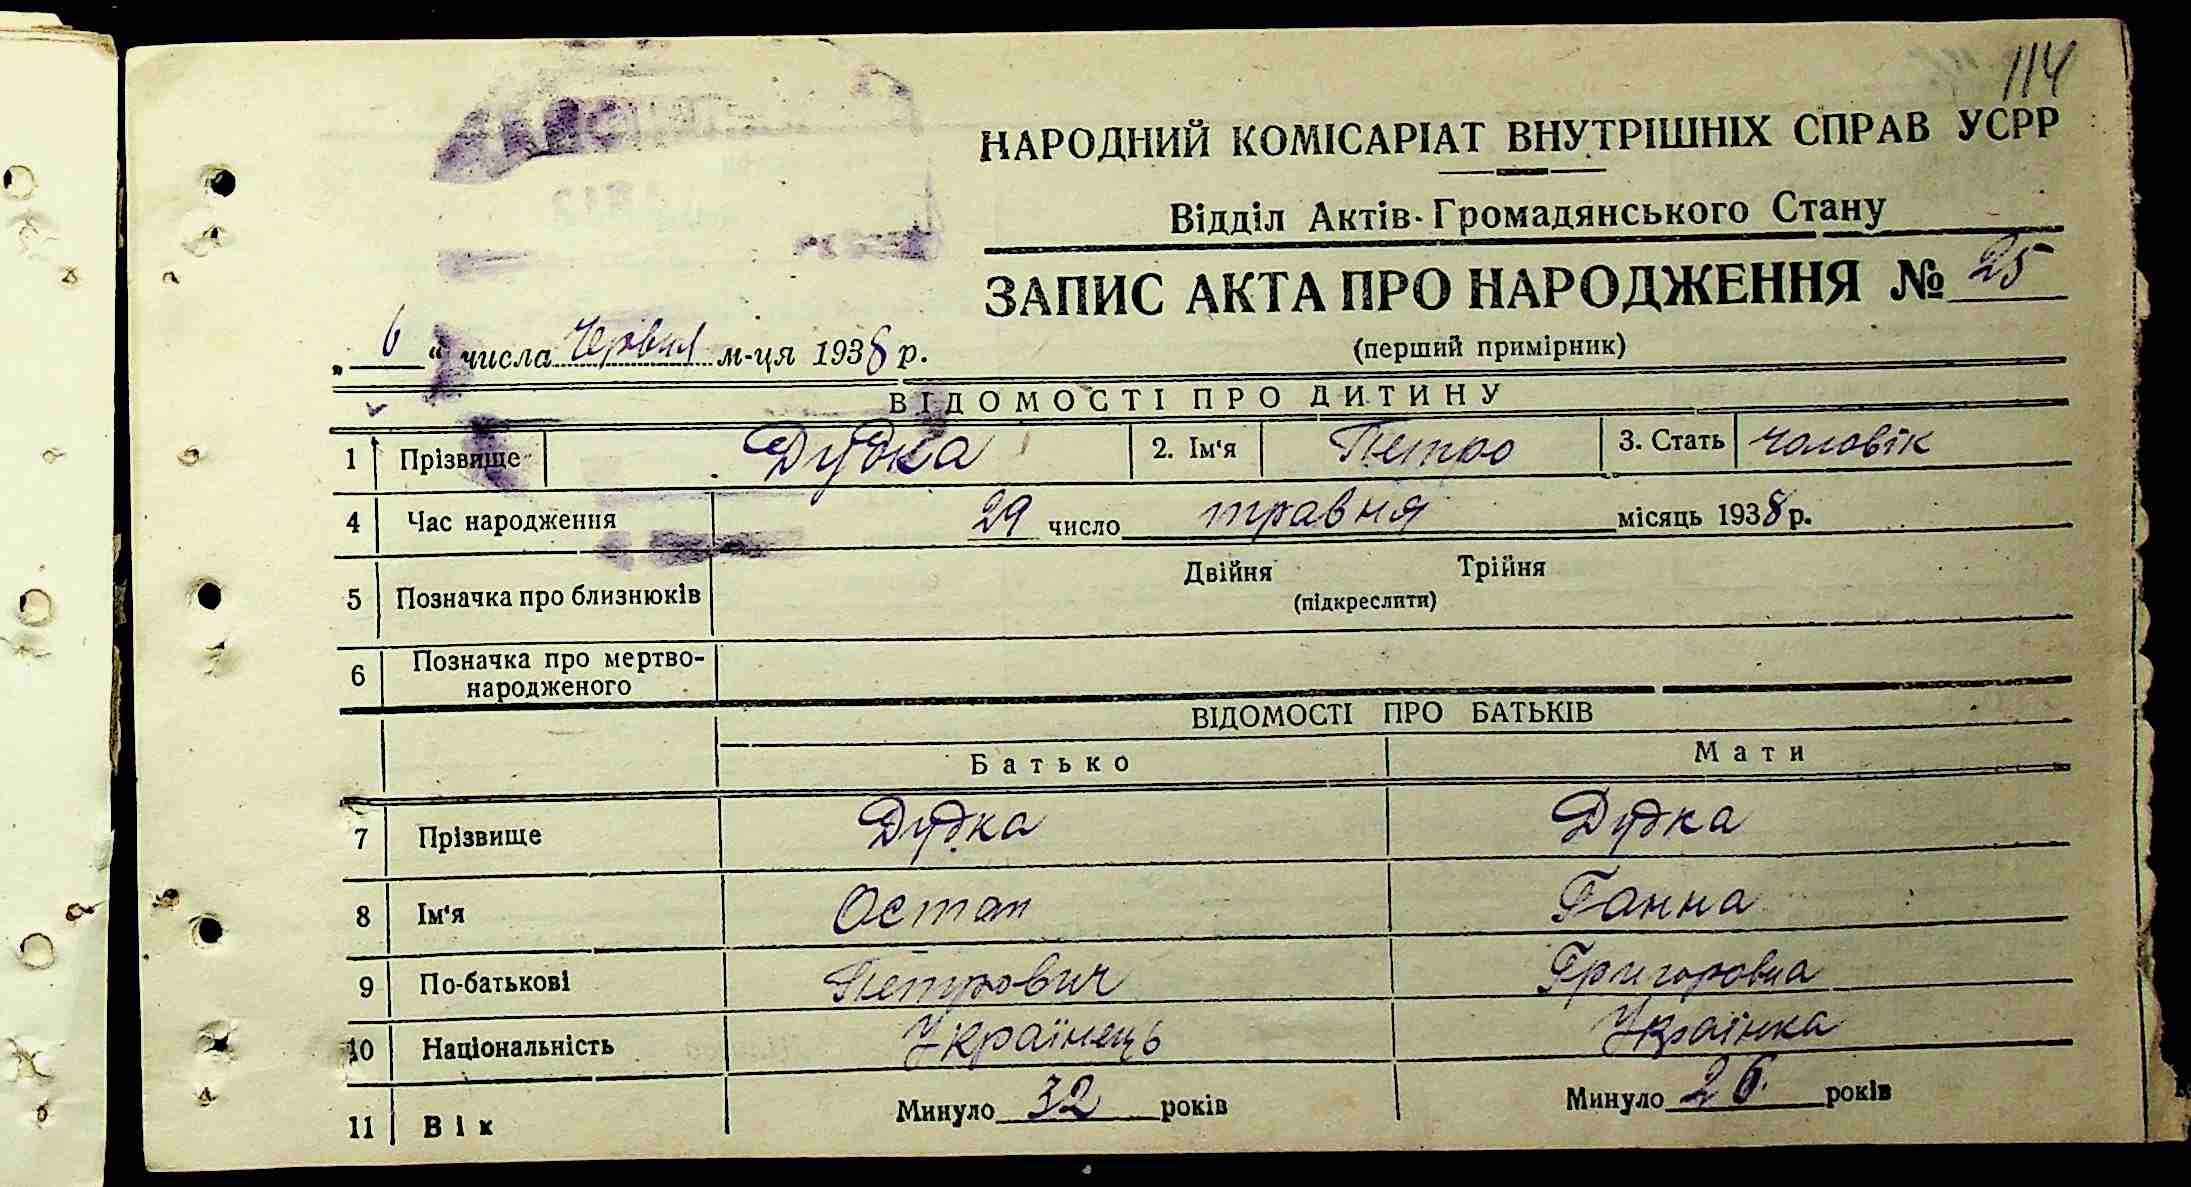 114
НАРОДНИЙ КОМІСАРІАТ ВНУТРІШНІХ СПРАВ УСРР
Відділ Актів-Громадянського Стану
ЗАПИС АКТА ПРО НАРОДЖЕННЯ № 25
„ 6 “ числа Червня м-ця 1938 р.
(перший примірник)
ВІДОМОСТІ ПРО ДИТИНУ
1 Прізвище Дудка 2. Ім'я Петро 3. Стать чоловік
4 Час народження 29 число травня місяць 1938 р.
5 Позначка про близнюків Двійня Трійня
(підкреслити)
6 Позначка про мертво-
народженого
ВІДОМОСТІ ПРО БАТЬКІВ
Батько Мати
7 Прізвище Дудка Дудка
8 Ім'я Остап Ганна
9 По-батькові Петрович Григоровна
10 Національність Українець Українка
11 Вік Минуло 32 років Минуло 26 років